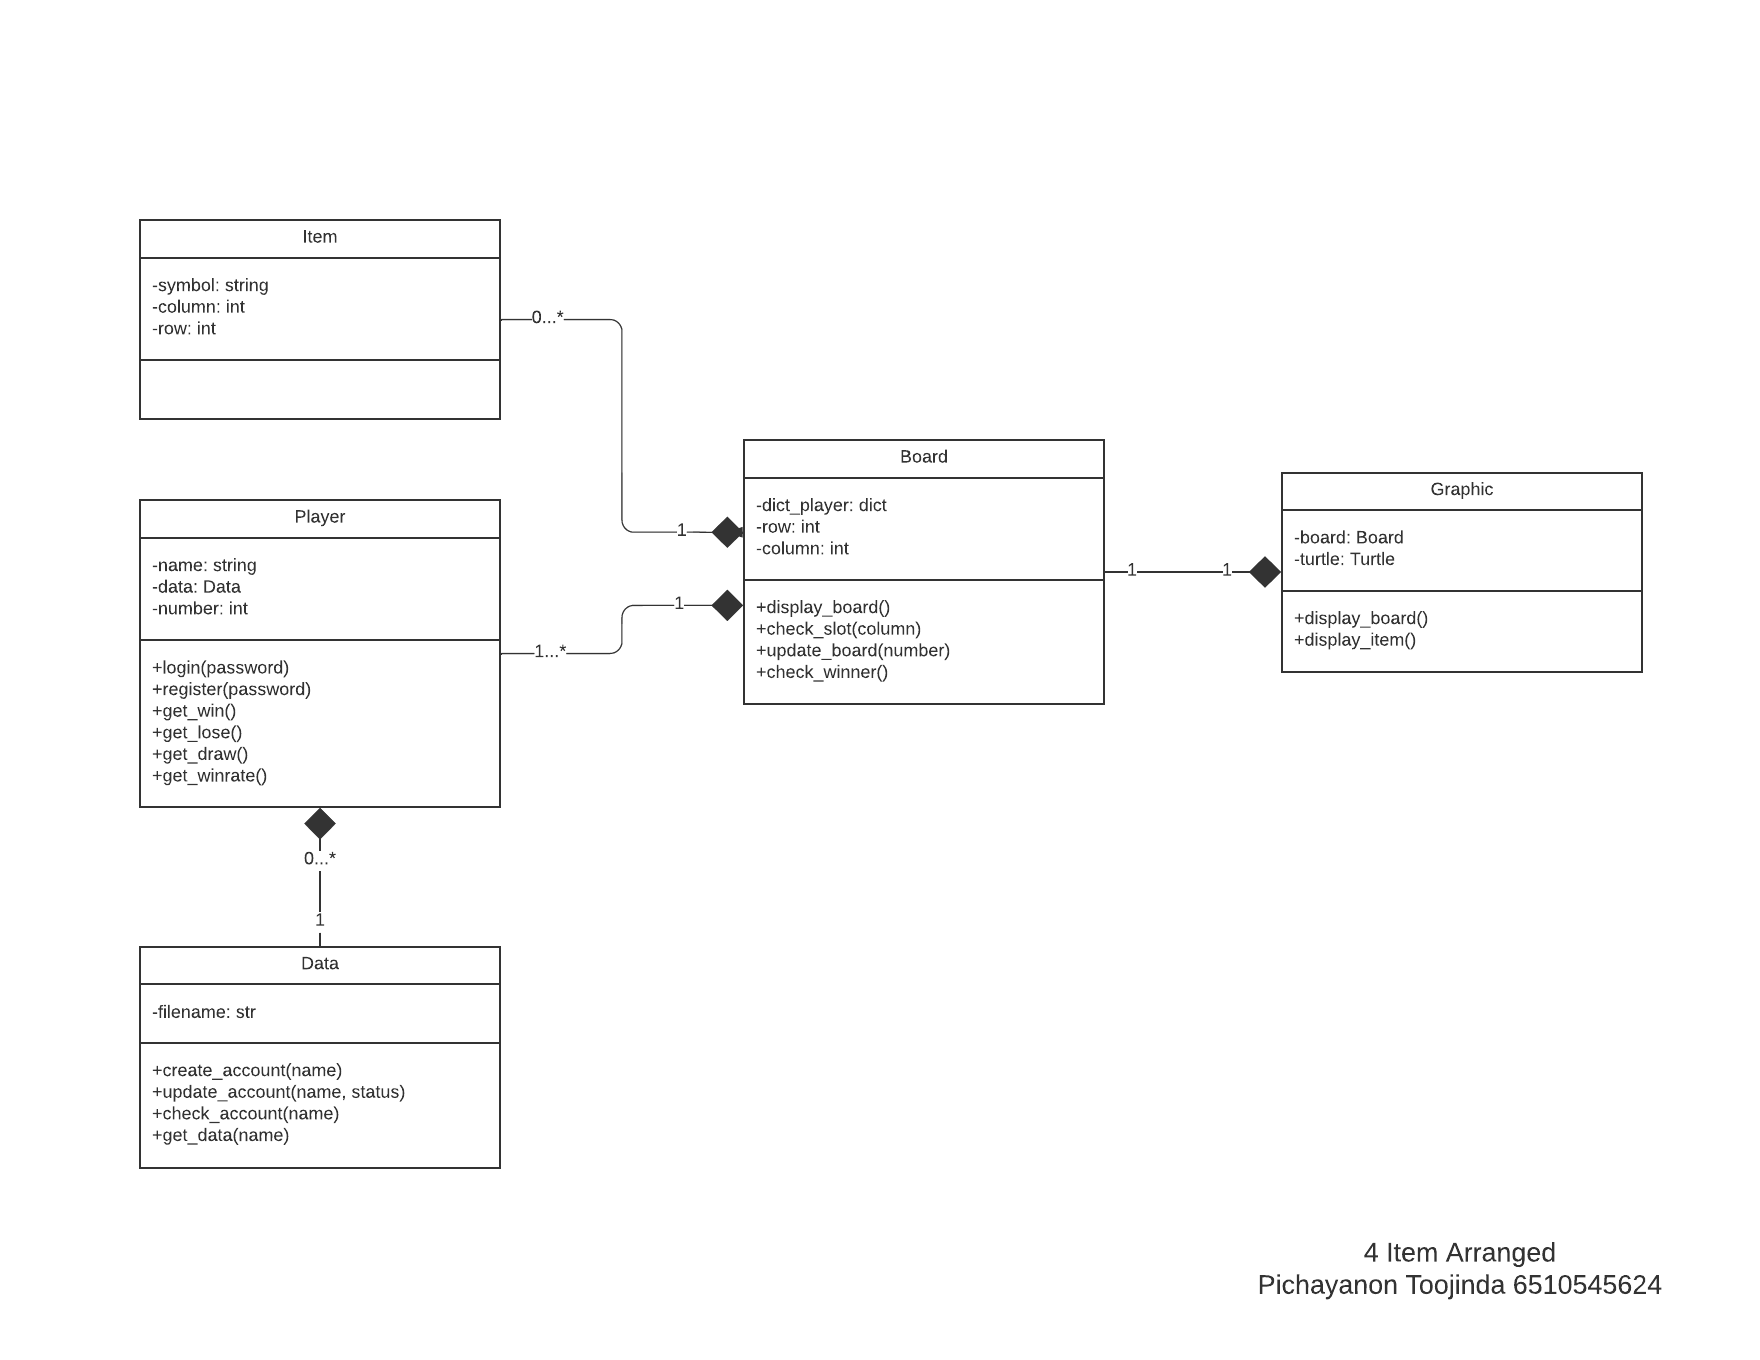 Item
-symbol: string
-column: int
-row: int
0...*
1
Player
-name: string
-data: Data
-number: int
+login(password)
+register(password)
+get_win()
+get_lose()
+get_draw()
+get_winrate()
1...*
1
0...*
1
Data
-filename: str
+create_account(name)
+update_account(name, status)
+check_account(name)
+get_data(name)
Board
-dict_player: dict
-row: int
-column: int
+display_board()
+check_slot(column)
+update_board(number)
+check_winner()
1
1
Graphic
-board: Board
-turtle: Turtle
+display_board()
+display_item()
4 Item Arranged
Pichayanon Toojinda 6510545624